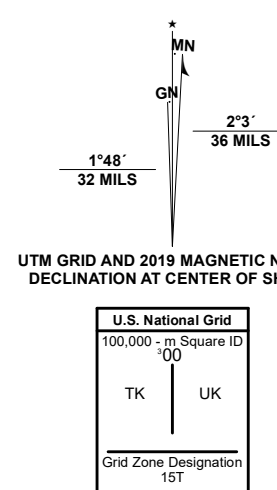 ★
MN
GN
1°48´
32 MILS
2°3´
36 MILS
UTM GRID AND 2019 MAGNETIC N
DECLINATION AT CENTER OF SH
U.S. National Grid
100,000 - m Square ID
³00
TK UK
Grid Zone Designation
15T